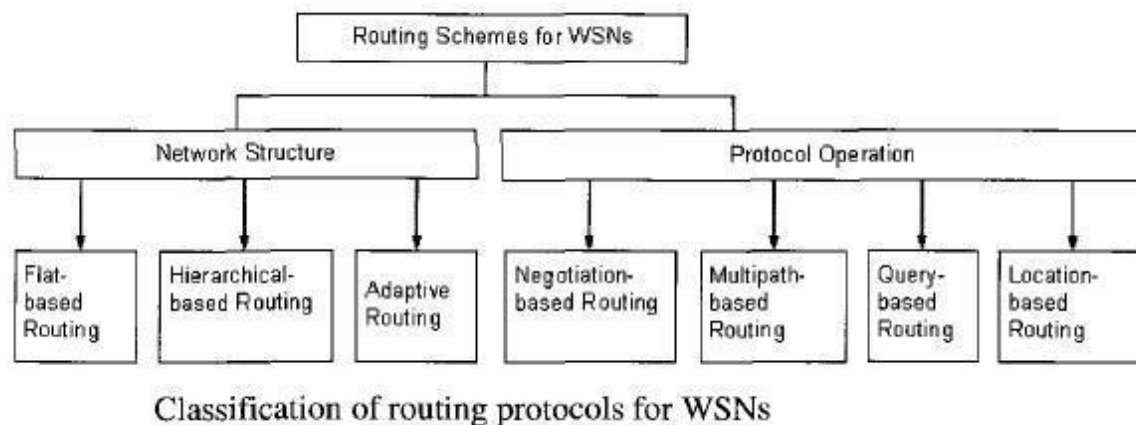 Routing Schemes for WSNs
Network Structure
Protocol Operation
Flat-
based
Routing
Hierarchical-
based Routing
Adaptive
Routing
Negotiation-
based Routing
Multipath-
based
Routing
Query-
based
Routing
Location-
based
Routing
Classification of routing protocols for WSNs